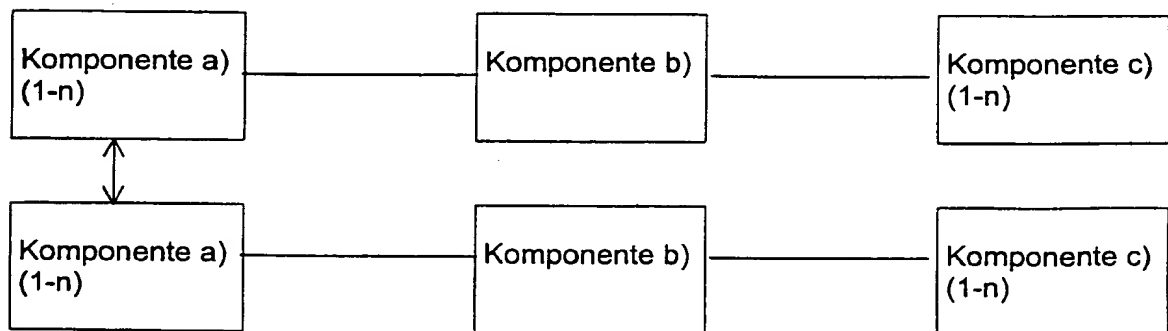 Komponente a)
(1-n)
Komponente b)
Komponente c)
(1-n)
Komponente a)
(1-n)
Komponente b)
Komponente c)
(1-n)